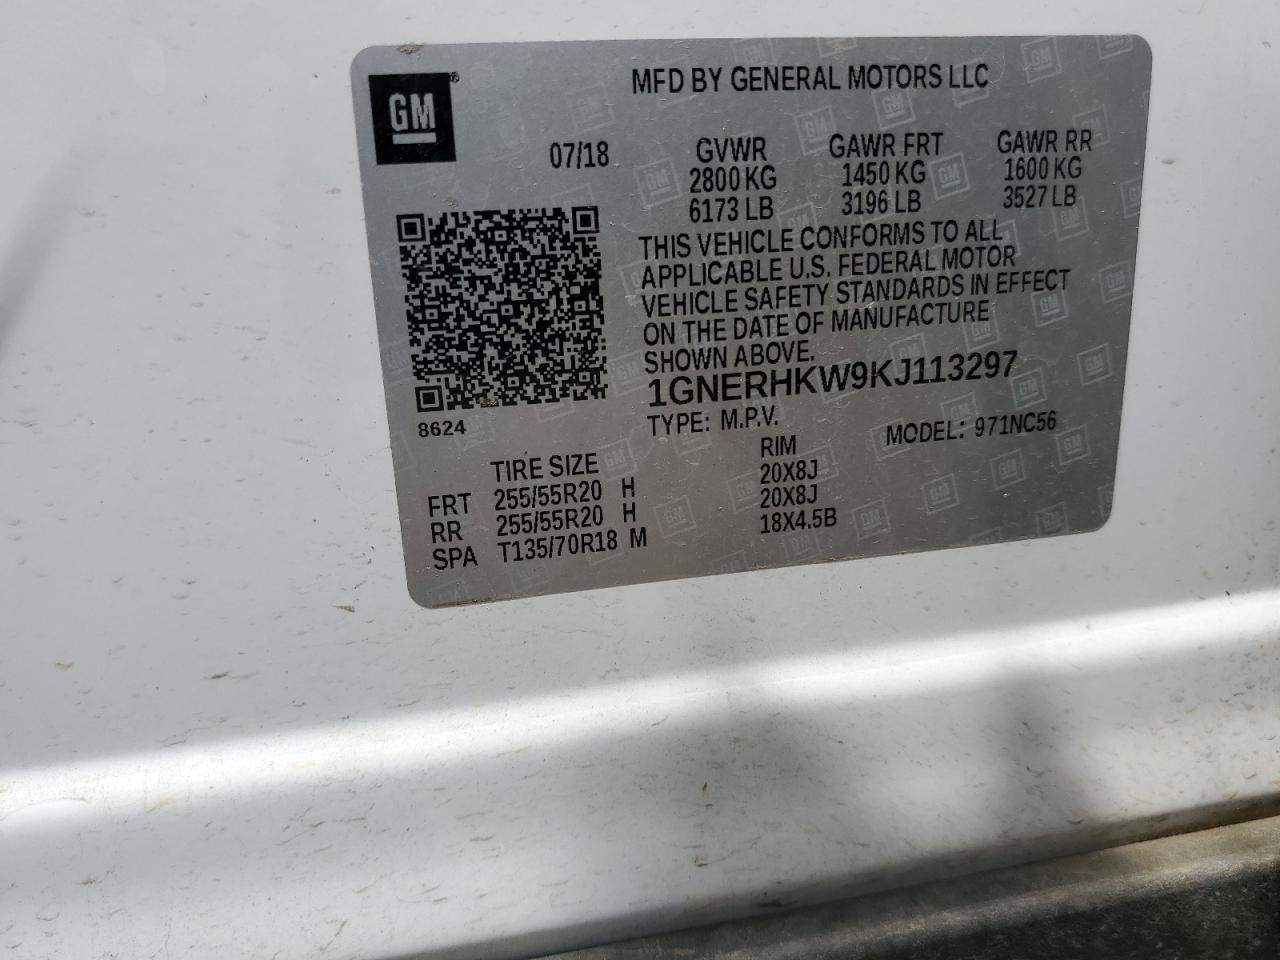 GM®
MFD BY GENERAL MOTORS LLC
07/18
GVWR GAWR FRT GAWR RR
2800 KG 1450 KG 1600 KG
6173 LB 3196 LB 3527 LB
THIS VEHICLE CONFORMS TO ALL
APPLICABLE U.S. FEDERAL MOTOR
VEHICLE SAFETY STANDARDS IN EFFECT
ON THE DATE OF MANUFACTURE
SHOWN ABOVE.
1GNERHKW9KJ113297
8624
TYPE: M.P.V. MODEL: 971NC56
TIRE SIZE RIM
FRT 255/55R20 H 20X8J
RR 255/55R20 H 20X8J
SPA T135/70R18 M 18X4.5B